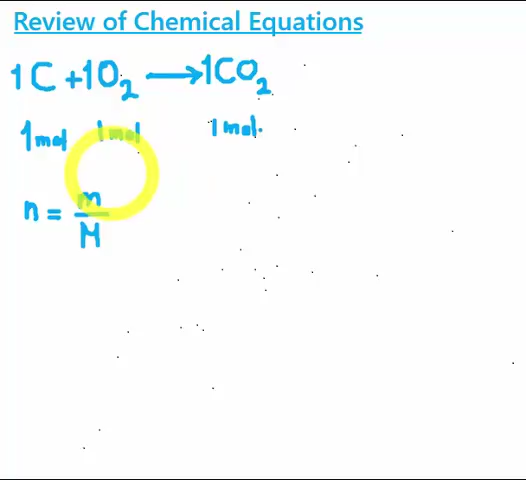 Review of Chemical Equations
1C + 1O₂ → 1CO₂
1 mol 1 mol 1 mol.
n = m/M